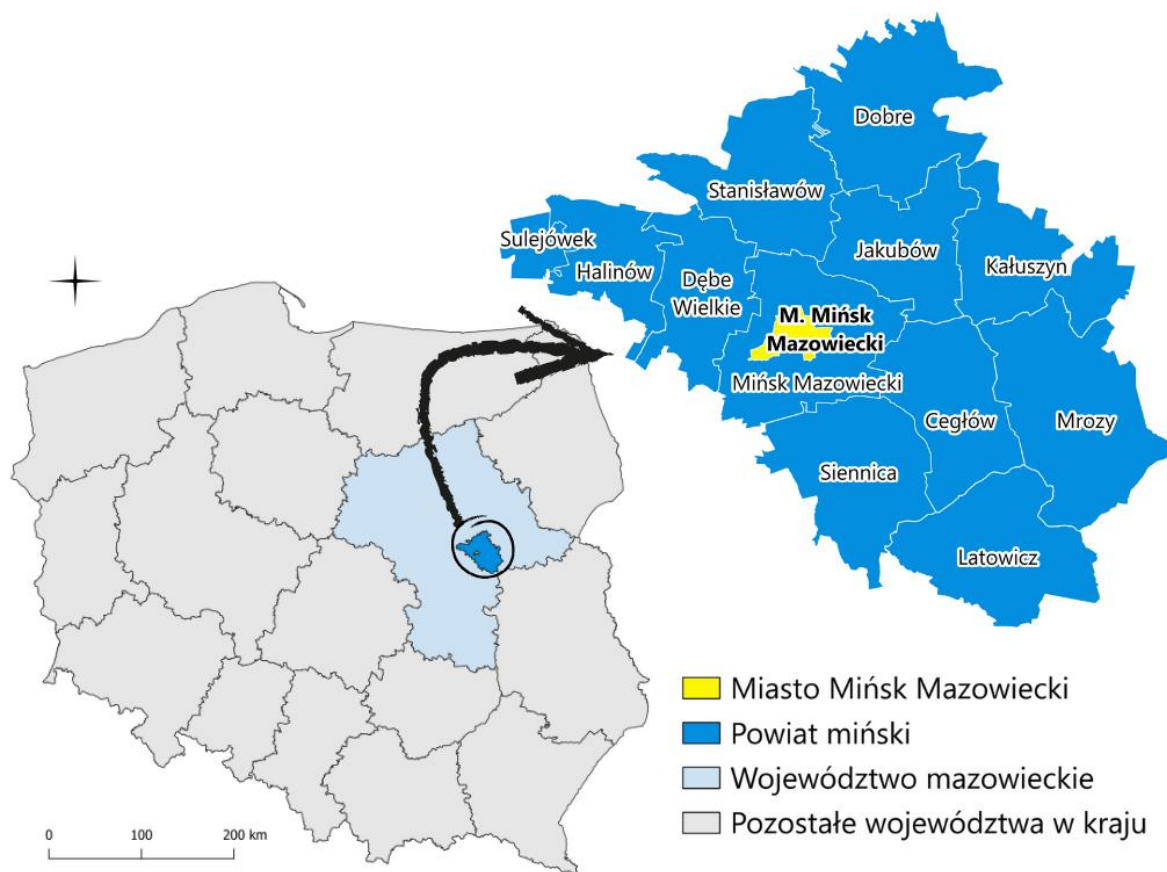 Dobre
Stanisławów
Sulejówek
Halinów
Dębe
Wielkie
Jakubów
Kałuszyn
M. Mińsk
Mazowiecki
Mińsk Mazowiecki
Cegłów
Mrozy
Siennica
Latowicz
Miasto Mińsk Mazowiecki
Powiat miński
Województwo mazowieckie
Pozostałe województwa w kraju
0 100 200 km